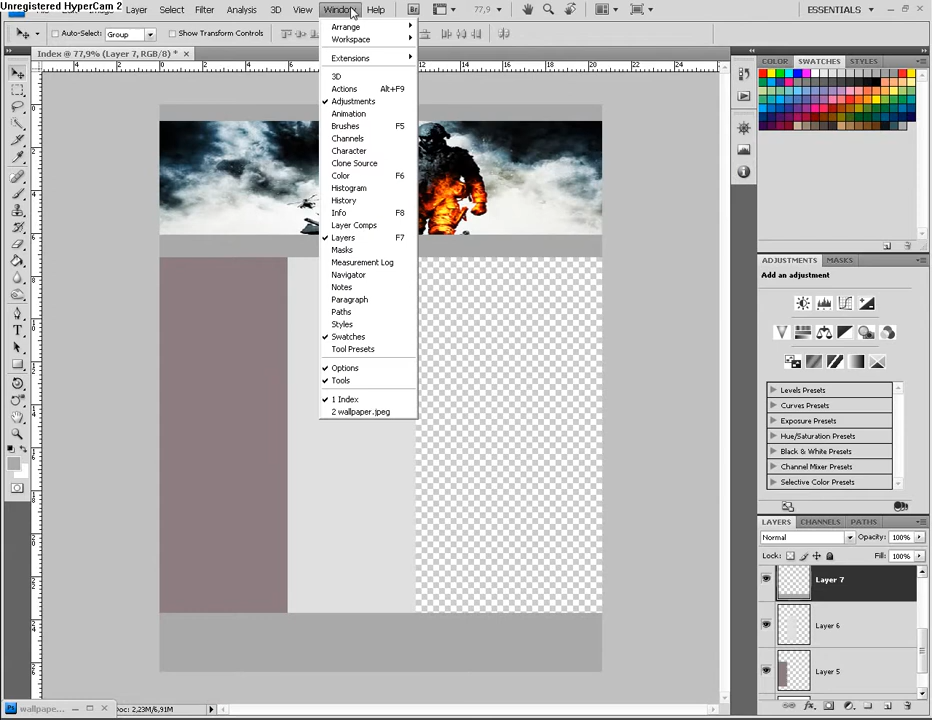 Unregistered HyperCam 2
Edit Image Layer Select Filter Analysis 3D View Window Help Br 77,9 ESSENTIALS
Auto-Select: Group Show Transform Controls
Index @ 77,9% (Layer 7, RGB/8) *
Arrange
Workspace
Extensions
3D
Actions Alt+F9
Adjustments
Animation
Brushes F5
Channels
Character
Clone Source
Color F6
Histogram
History
Info F8
Layer Comps
Layers F7
Masks
Measurement Log
Navigator
Notes
Paragraph
Paths
Styles
Swatches
Tool Presets
Options
Tools
1 Index
2 wallpaper.jpeg
COLOR SWATCHES STYLES
ADJUSTMENTS MASKS
Add an adjustment
Levels Presets
Curves Presets
Exposure Presets
Hue/Saturation Presets
Black & White Presets
Channel Mixer Presets
Selective Color Presets
LAYERS CHANNELS PATHS
Normal Opacity: 100%
Lock: Fill: 100%
Layer 7
Layer 6
Layer 5
Ps wallpape... Doc: 2,23M/6,91M